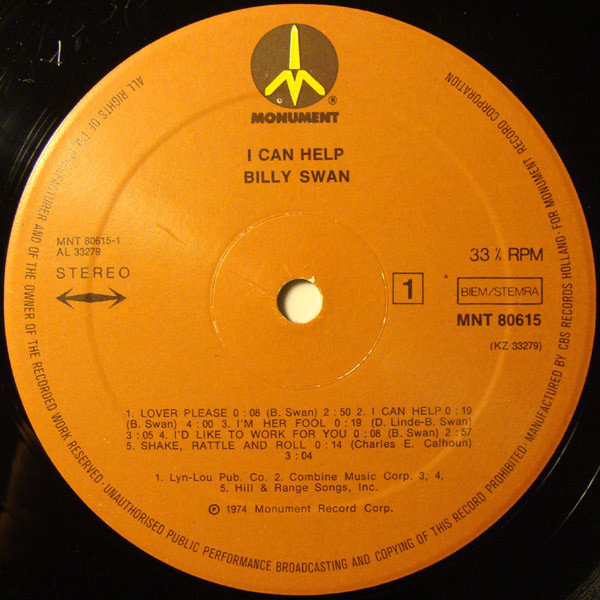 ®
MONUMENT
I CAN HELP
BILLY SWAN
MNT 80615-1
AL 33279
STEREO
33 ⅓ RPM
1
BIEM/STEMRA
MNT 80615
(KZ 33279)
1. LOVER PLEASE 0:08 (B. Swan) 2:50 2. I CAN HELP 0:19
(B. Swan) 4:00 3. I'M HER FOOL 0:19 (D. Linde-B. Swan)
3:05 4. I'D LIKE TO WORK FOR YOU 0:08 (B. Swan) 2:57
5. SHAKE, RATTLE AND ROLL 0:14 (Charles E. Calhoun)
3:04
1. Lyn-Lou Pub. Co. 2. Combine Music Corp. 3, 4,
5. Hill & Range Songs, Inc.
℗ 1974 Monument Record Corp.
ALL RIGHTS OF THE MANUFACTURER AND OF THE OWNER OF THE RECORDED WORK RESERVED · UNAUTHORISED PUBLIC PERFORMANCE BROADCASTING AND COPYING OF THIS RECORD PROHIBITED · MANUFACTURED BY CBS RECORDS HOLLAND · FOR MONUMENT RECORD CORPORATION